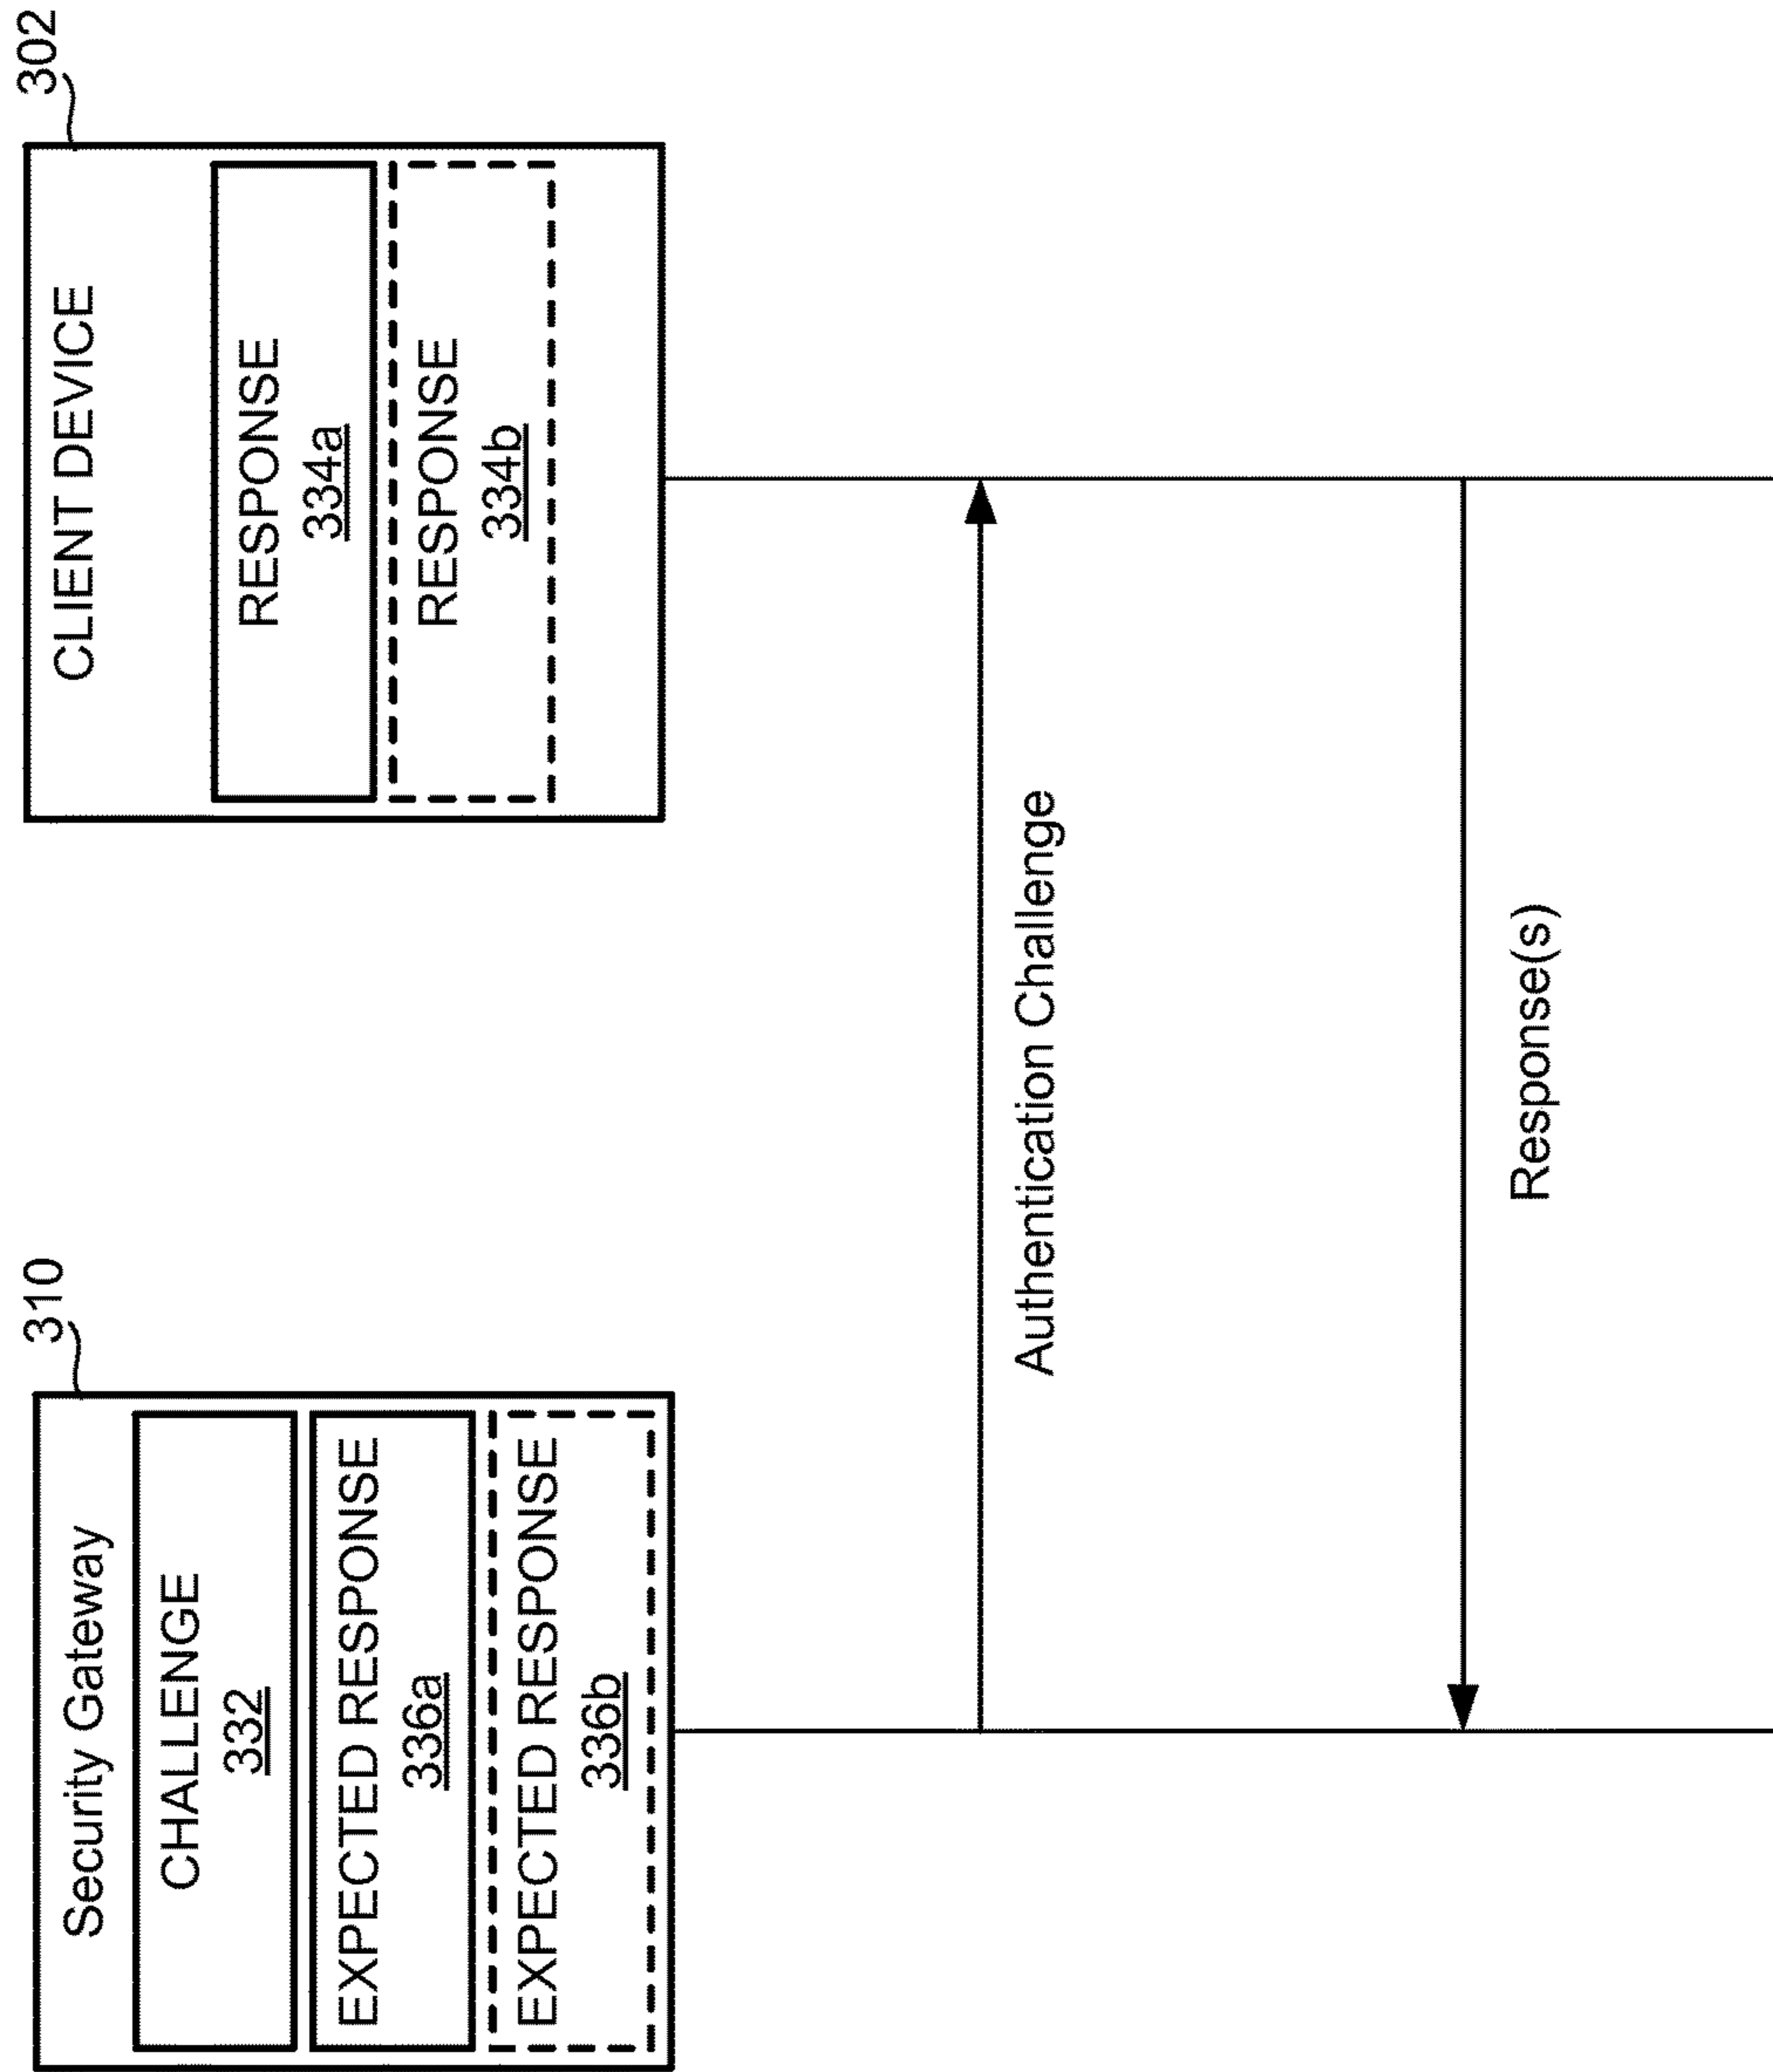 310
Security Gateway
CHALLENGE
332
EXPECTED RESPONSE
336a
EXPECTED RESPONSE
336b
302
CLIENT DEVICE
RESPONSE
334a
RESPONSE
334b
Authentication Challenge
Response(s)